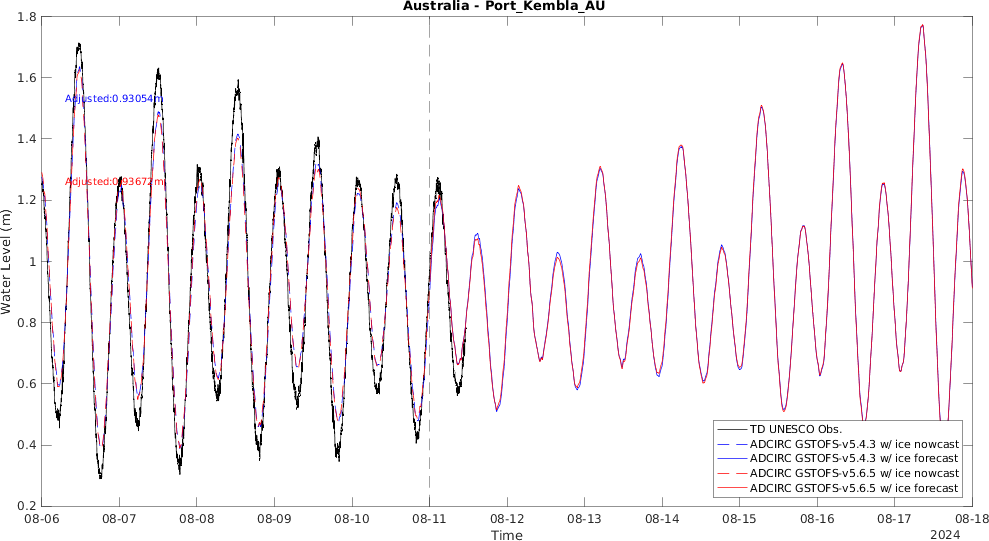 Australia - Port_Kembla_AU
1.8
1.6
1.4
1.2
1
0.8
0.6
0.4
0.2
Water Level (m)
Adjusted:0.93054m
Adjusted:0.93672m
TD UNESCO Obs.
ADCIRC GSTOFS-v5.4.3 w/ ice nowcast
ADCIRC GSTOFS-v5.4.3 w/ ice forecast
ADCIRC GSTOFS-v5.6.5 w/ ice nowcast
ADCIRC GSTOFS-v5.6.5 w/ ice forecast
08-06 08-07 08-08 08-09 08-10 08-11 08-12 08-13 08-14 08-15 08-16 08-17 08-18
Time
2024